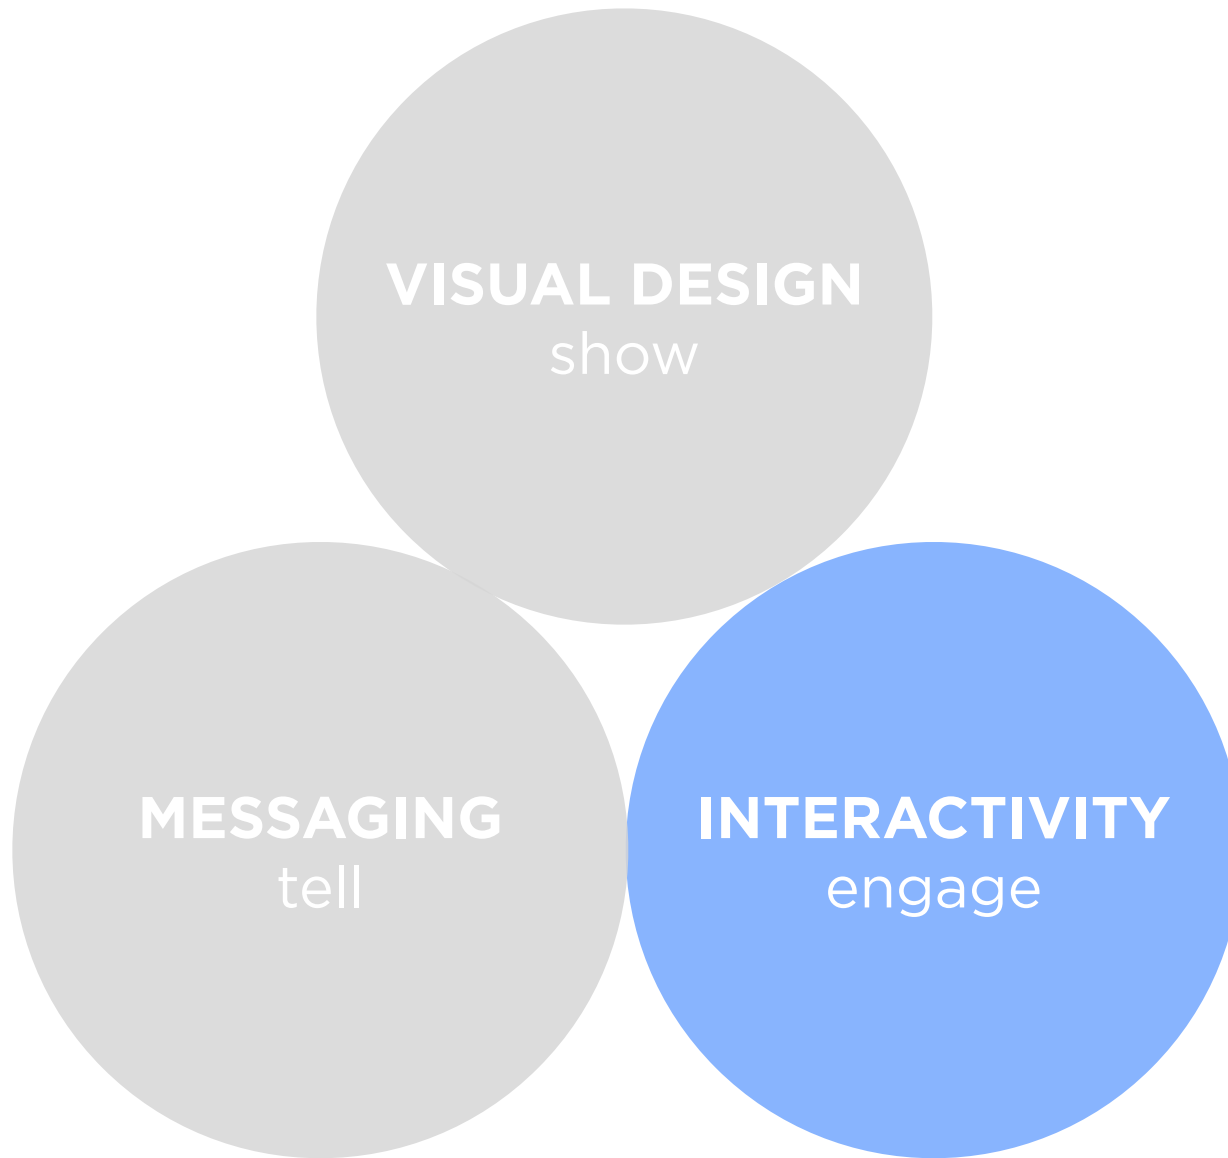 VISUAL DESIGN
show
MESSAGING
tell
INTERACTIVITY
engage